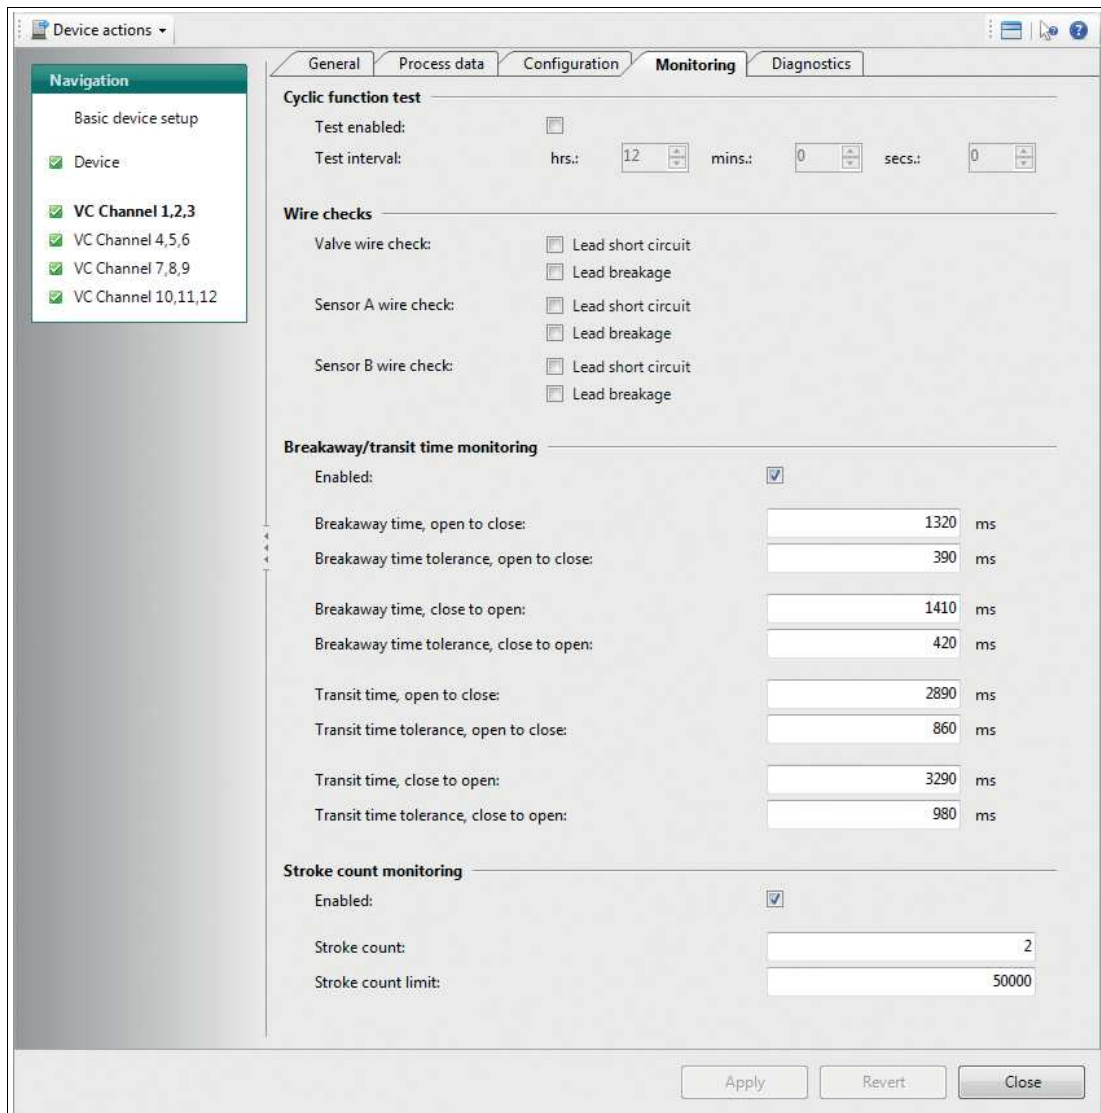 Device actions
Navigation
Basic device setup
Device
VC Channel 1,2,3
VC Channel 4,5,6
VC Channel 7,8,9
VC Channel 10,11,12
General Process data Configuration Monitoring Diagnostics
Cyclic function test
Test enabled:
Test interval: hrs.: 12 mins.: 0 secs.: 0
Wire checks
Valve wire check: Lead short circuit
Lead breakage
Sensor A wire check: Lead short circuit
Lead breakage
Sensor B wire check: Lead short circuit
Lead breakage
Breakaway/transit time monitoring
Enabled:
Breakaway time, open to close: 1320 ms
Breakaway time tolerance, open to close: 390 ms
Breakaway time, close to open: 1410 ms
Breakaway time tolerance, close to open: 420 ms
Transit time, open to close: 2890 ms
Transit time tolerance, open to close: 860 ms
Transit time, close to open: 3290 ms
Transit time tolerance, close to open: 980 ms
Stroke count monitoring
Enabled:
Stroke count: 2
Stroke count limit: 50000
Apply Revert Close